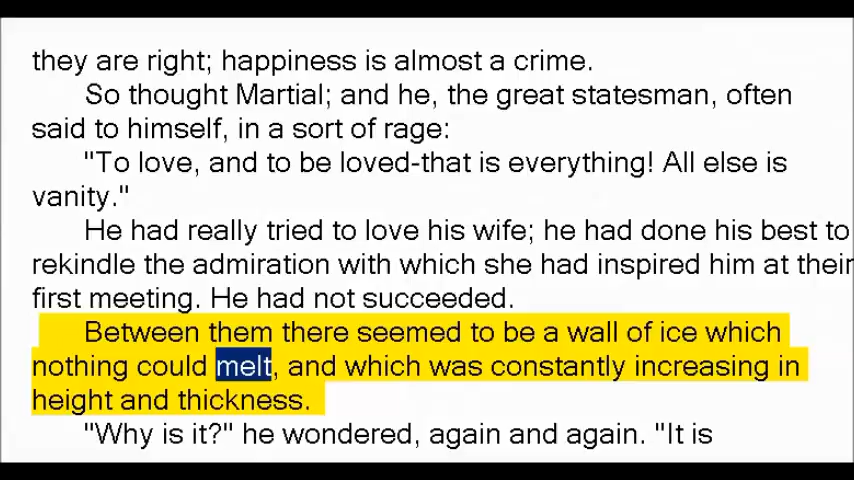 they are right; happiness is almost a crime.
So thought Martial; and he, the great statesman, often
said to himself, in a sort of rage:
"To love, and to be loved-that is everything! All else is
vanity."
He had really tried to love his wife; he had done his best to
rekindle the admiration with which she had inspired him at their
first meeting. He had not succeeded.
Between them there seemed to be a wall of ice which
nothing could melt, and which was constantly increasing in
height and thickness.
"Why is it?" he wondered, again and again. "It is